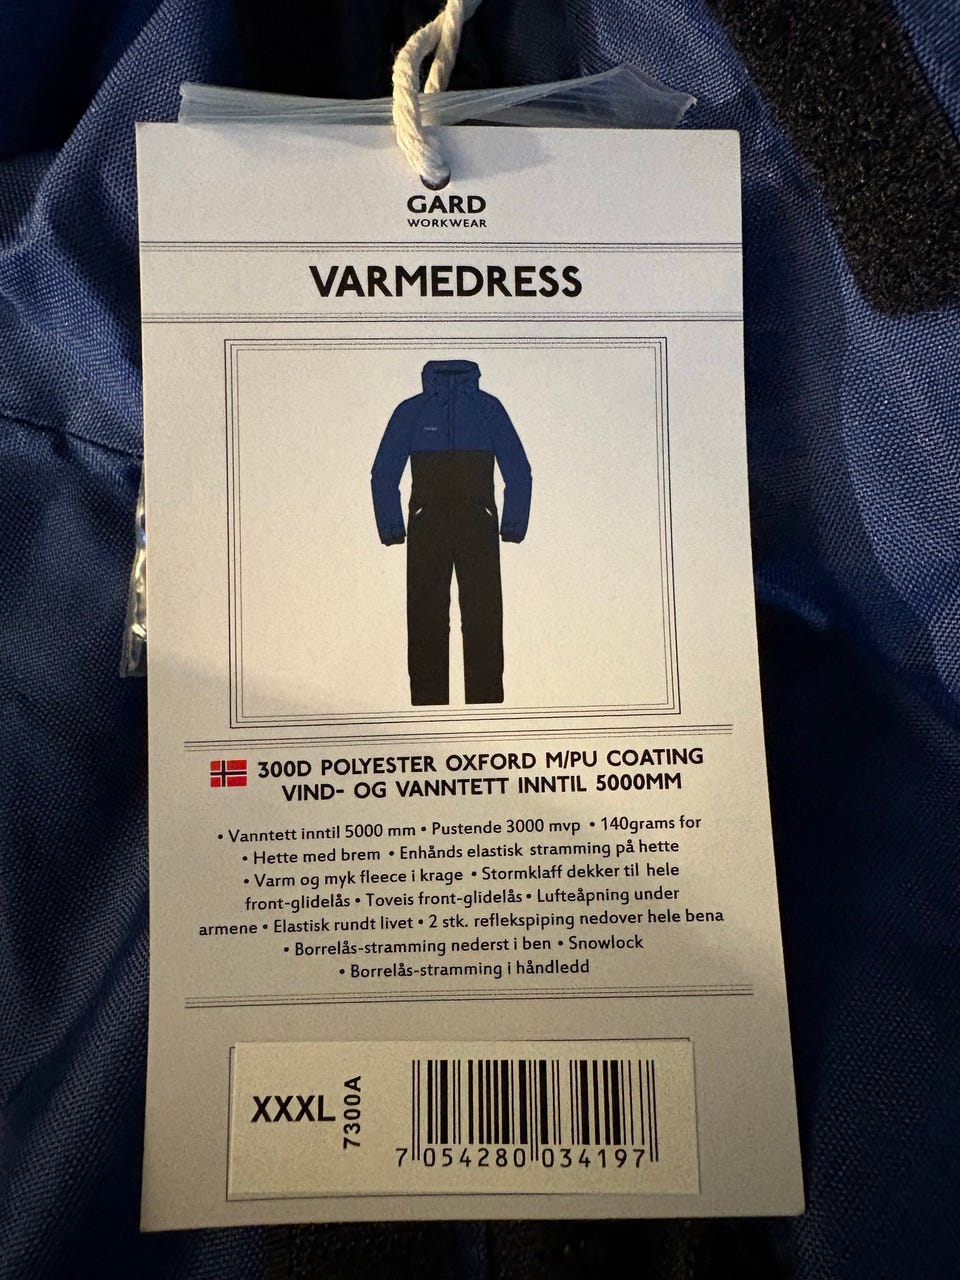 GARD
WORKWEAR
VARMEDRESS
300D POLYESTER OXFORD M/PU COATING
VIND- OG VANNTETT INNTIL 5000MM
• Vanntett inntil 5000 mm • Pustende 3000 mvp • 140grams for
• Hette med brem • Enhånds elastisk stramming på hette
• Varm og myk fleece i krage • Stormklaff dekker til hele
front-glidelås • Toveis front-glidelås • Lufteåpning under
armene • Elastisk rundt livet • 2 stk. reflekspiping nedover hele bena
• Borrelås-stramming nederst i ben • Snowlock
• Borrelås-stramming i håndledd
XXXL
7300A
7 054280 034197